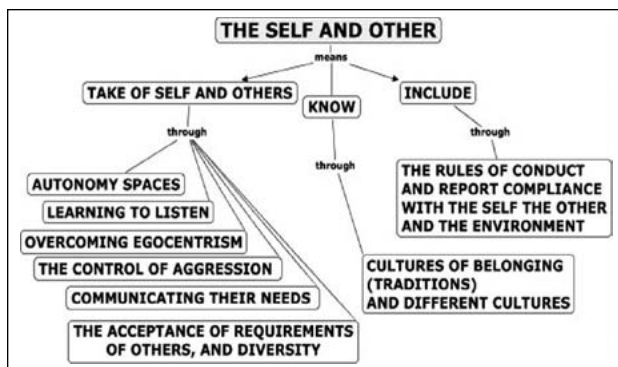 THE SELF AND OTHER
means
TAKE OF SELF AND OTHERS
KNOW
INCLUDE
through
through
through
AUTONOMY SPACES
LEARNING TO LISTEN
OVERCOMING EGOCENTRISM
THE CONTROL OF AGGRESSION
COMMUNICATING THEIR NEEDS
THE ACCEPTANCE OF REQUIREMENTS
OF OTHERS, AND DIVERSITY
CULTURES OF BELONGING
(TRADITIONS)
AND DIFFERENT CULTURES
THE RULES OF CONDUCT
AND REPORT COMPLIANCE
WITH THE SELF THE OTHER
AND THE ENVIRONMENT